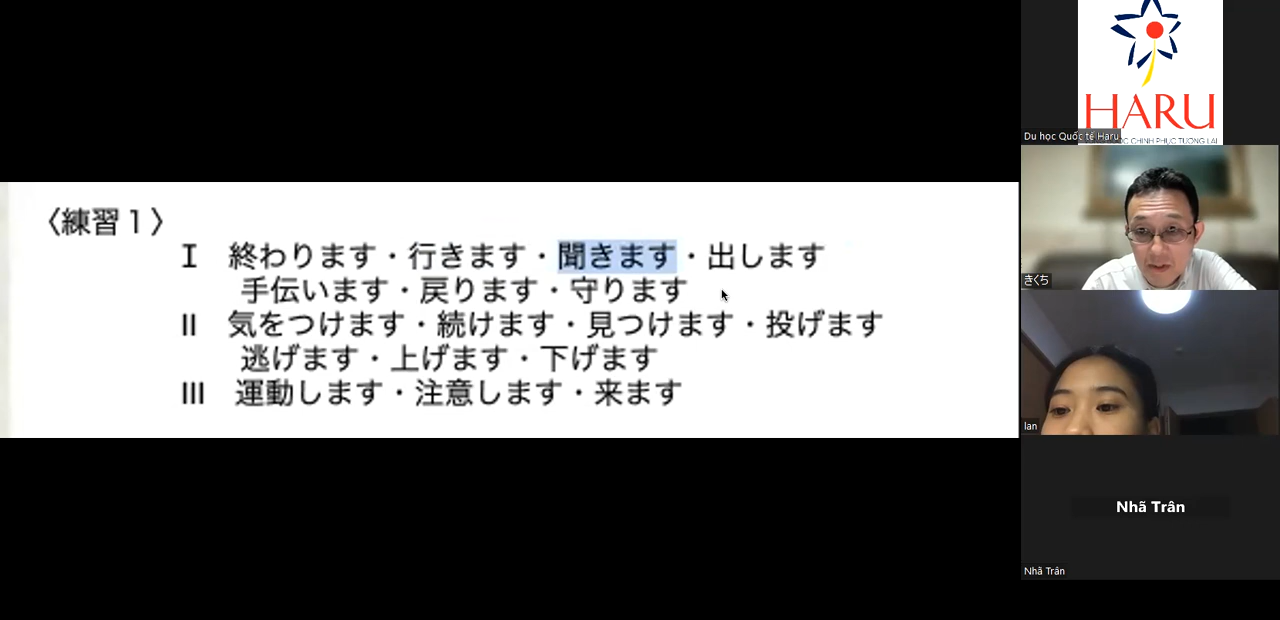 〈練習１〉
Ⅰ 終わります・行きます・聞きます・出します
手伝います・戻ります・守ります
Ⅱ 気をつけます・続けます・見つけます・投げます
逃げます・上げます・下げます
Ⅲ 運動します・注意します・来ます
HARU
CHINH PHỤC TƯƠNG LAI
Du học Quốc tế Haru
きくち
lan
Nhã Trân
Nhã Trân